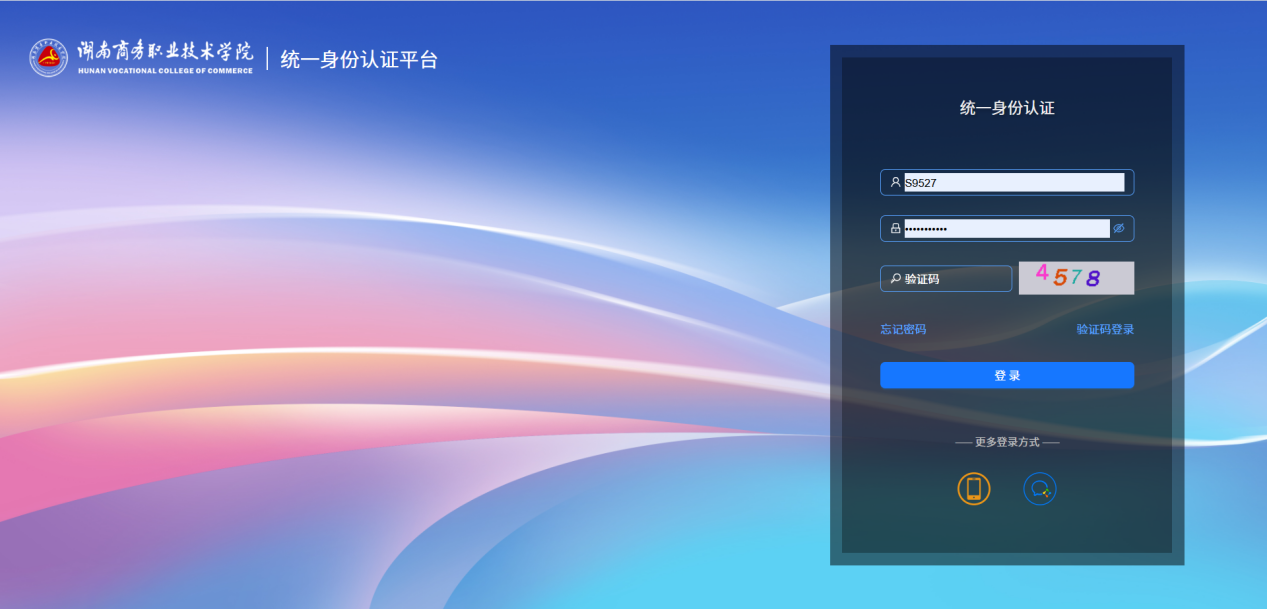 湖南商务职业技术学院
HUNAN VOCATIONAL COLLEGE OF COMMERCE
统一身份认证平台
统一身份认证
S9527
•••••••••••
验证码
4578
忘记密码
验证码登录
登 录
更多登录方式